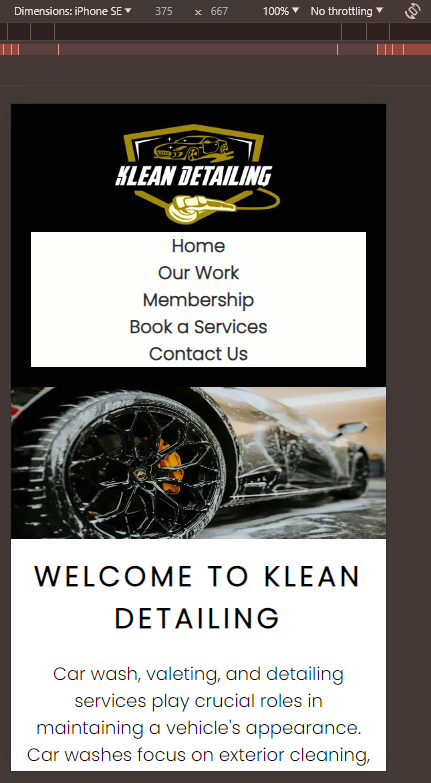 Dimensions: iPhone SE ▼ 375 × 667 100% ▼ No throttling ▼
KLEAN DETAILING
Home
Our Work
Membership
Book a Services
Contact Us
WELCOME TO KLEAN
DETAILING
Car wash, valeting, and detailing
services play crucial roles in
maintaining a vehicle's appearance.
Car washes focus on exterior cleaning,